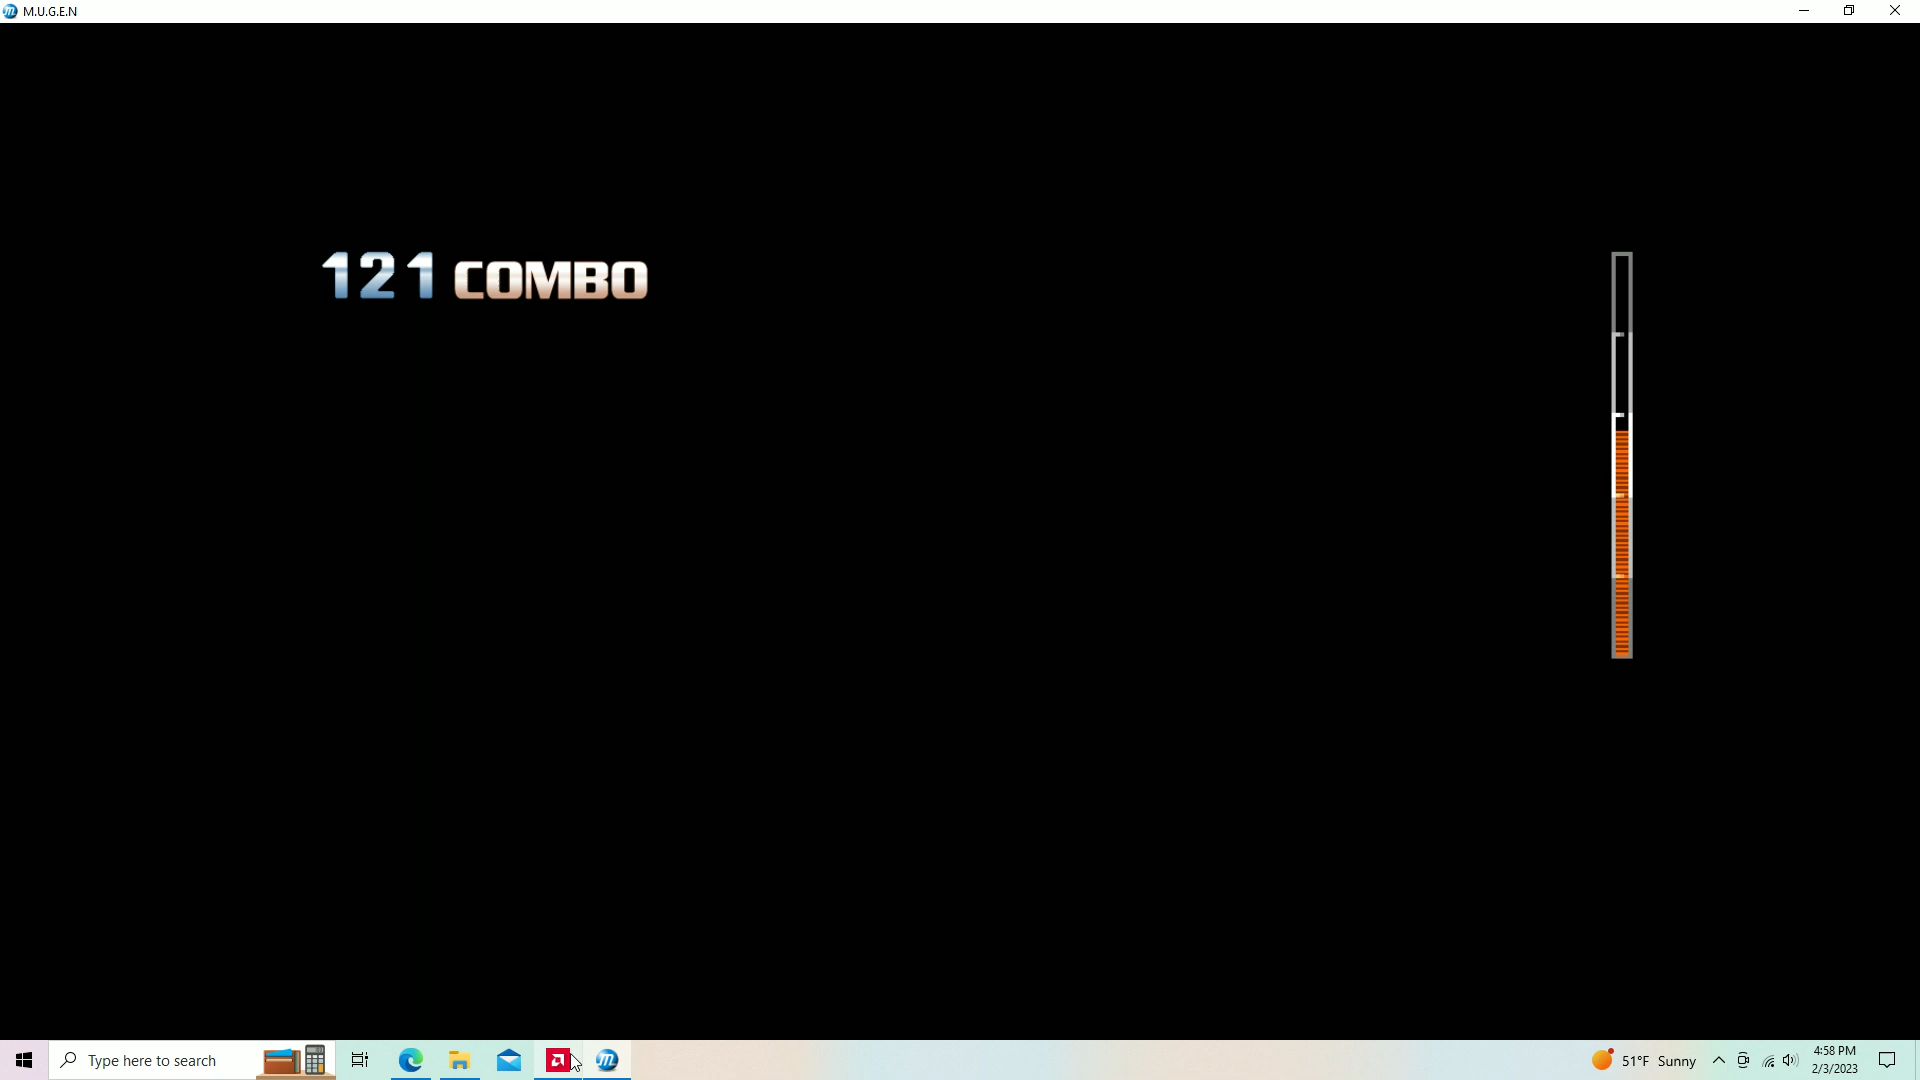 M.U.G.E.N
121 COMBO
Type here to search
51°F Sunny
4:58 PM
2/3/2023